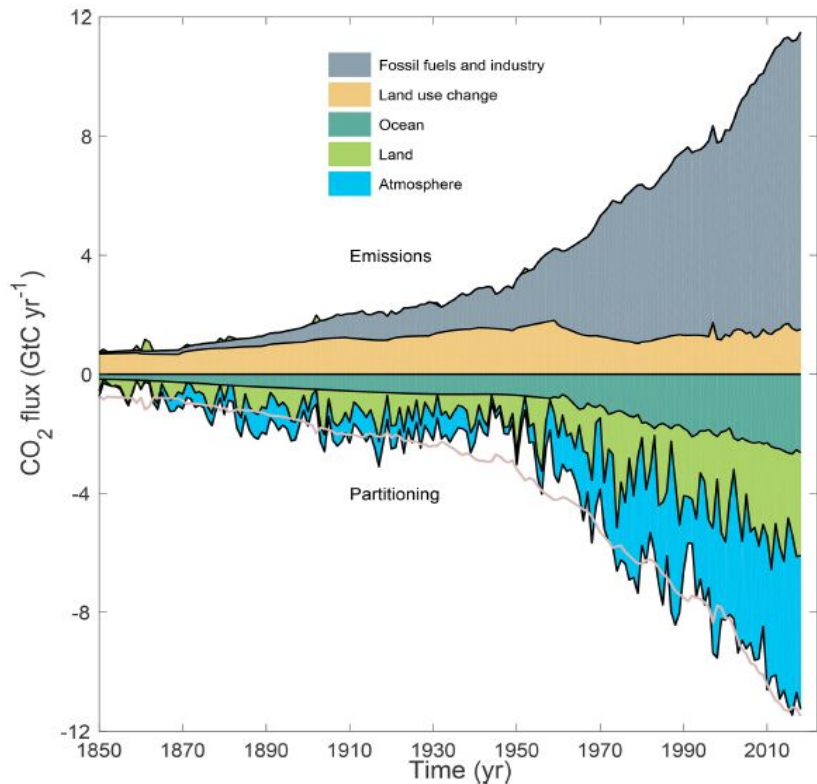 12
8
4
0
-4
-8
-12
CO2 flux (GtC yr-1)
Fossil fuels and industry
Land use change
Ocean
Land
Atmosphere
Emissions
Partitioning
1850 1870 1890 1910 1930 1950 1970 1990 2010
Time (yr)